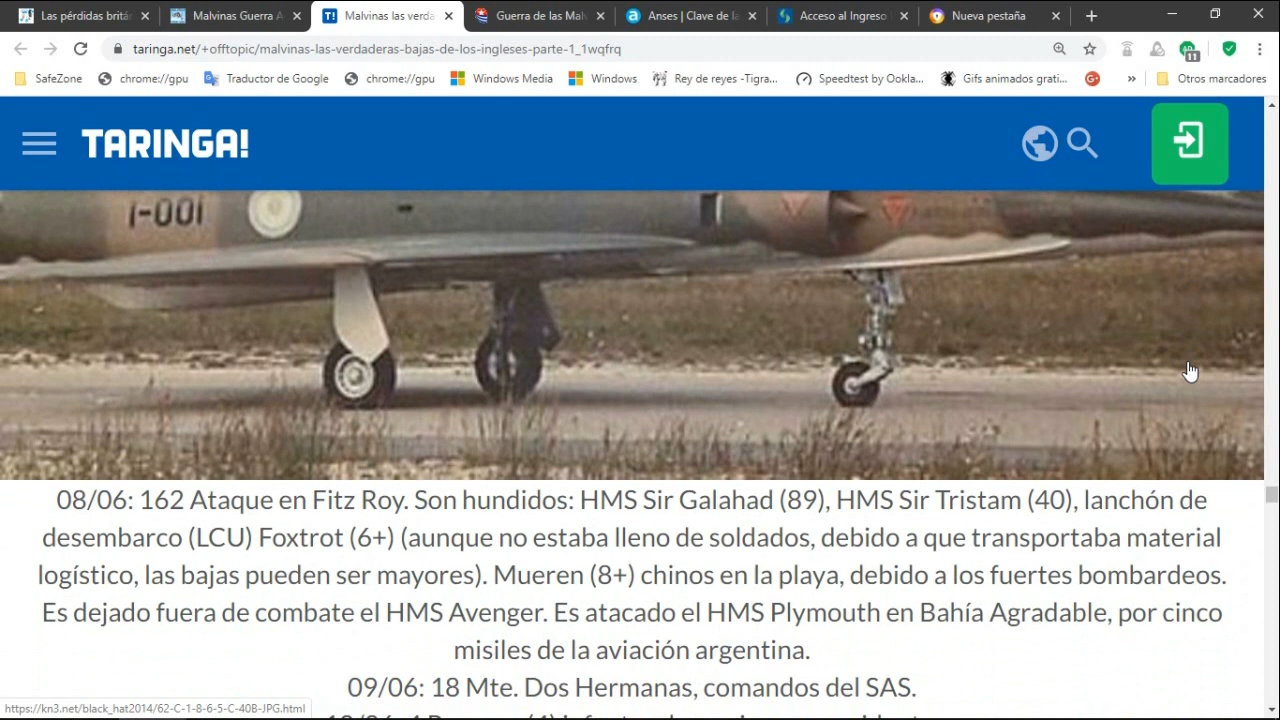 Las pérdidas britár
Malvinas Guerra A
Malvinas las verda
Guerra de las Mal
Anses | Clave de la
Acceso al Ingreso
Nueva pestaña
taringa.net/+offtopic/malvinas-las-verdaderas-bajas-de-los-ingleses-parte-1_1wqfrq
11
SafeZone
chrome://gpu
Traductor de Google
chrome://gpu
Windows Media
Windows
Rey de reyes -Tigra...
Speedtest by Ookla...
Gifs animados grati...
»
Otros marcadores
TARINGA!
I-001
08/06: 162 Ataque en Fitz Roy. Son hundidos: HMS Sir Galahad (89), HMS Sir Tristam (40), lanchón de
desembarco (LCU) Foxtrot (6+) (aunque no estaba lleno de soldados, debido a que transportaba material
logístico, las bajas pueden ser mayores). Mueren (8+) chinos en la playa, debido a los fuertes bombardeos.
Es dejado fuera de combate el HMS Avenger. Es atacado el HMS Plymouth en Bahía Agradable, por cinco
misiles de la aviación argentina.
09/06: 18 Mte. Dos Hermanas, comandos del SAS.
https://kn3.net/black_hat2014/62-C-1-8-6-5-C-40B-JPG.html